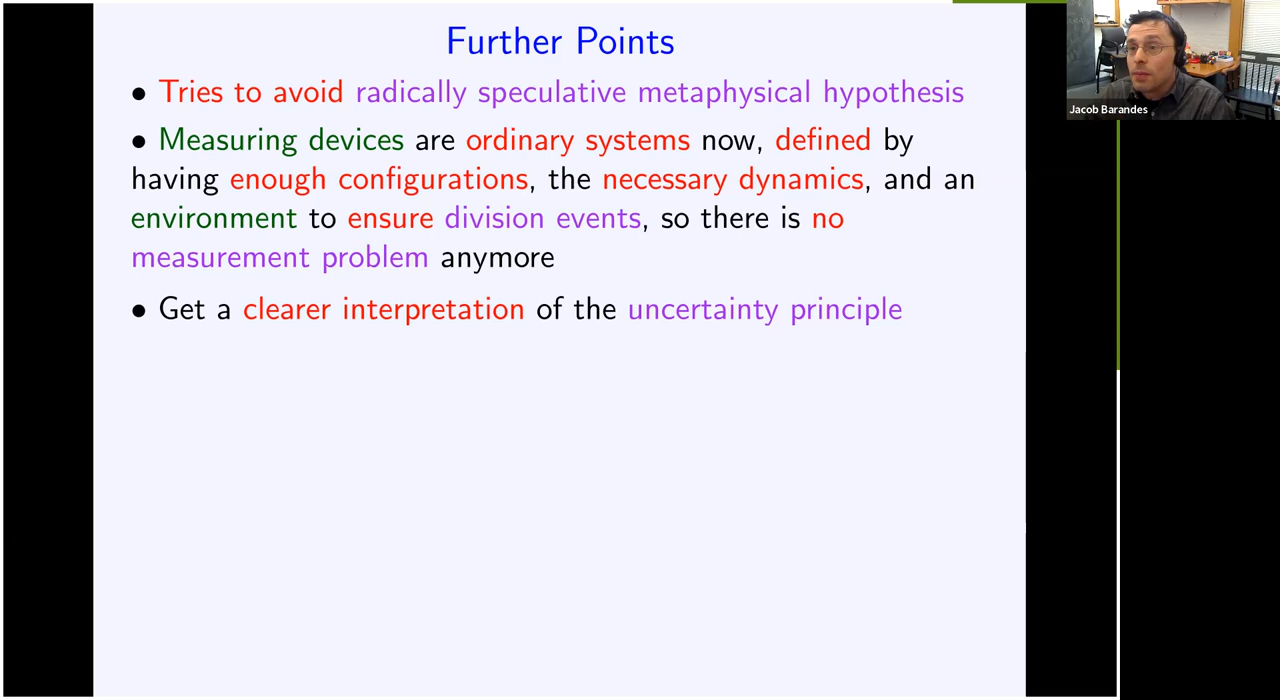 Further Points
• Tries to avoid radically speculative metaphysical hypothesis
• Measuring devices are ordinary systems now, defined by
having enough configurations, the necessary dynamics, and an
environment to ensure division events, so there is no
measurement problem anymore
• Get a clearer interpretation of the uncertainty principle
Jacob Barandes